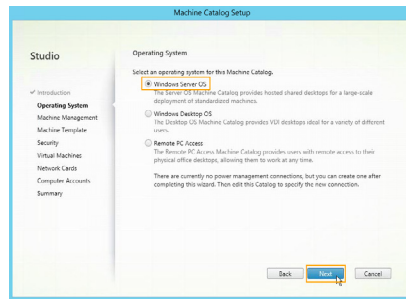 Machine Catalog Setup
Studio
✓ Introduction
Operating System
Machine Management
Machine Template
Security
Virtual Machines
Network Cards
Computer Accounts
Summary
Operating System
Select an operating system for this Machine Catalog.
Windows Server OS
The Server OS Machine Catalog provides hosted shared desktops for a large-scale
deployment of standardized machines.
Windows Desktop OS
The Desktop OS Machine Catalog provides VDI desktops ideal for a variety of different
users.
Remote PC Access
The Remote PC Access Machine Catalog provides users with remote access to their
physical office desktops, allowing them to work at any time.
There are currently no power management connections, but you can create one after
completing this wizard. Then edit this Catalog to specify the new connection.
Back
Next
Cancel